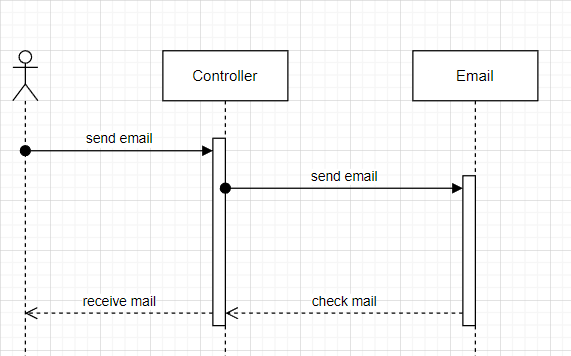 Controller
Email
send email
send email
receive mail
check mail